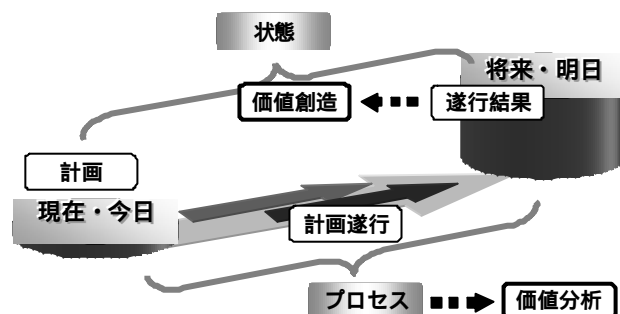 状態
将来・明日
価値創造
遂行結果
計画
現在・今日
計画遂行
プロセス
価値分析